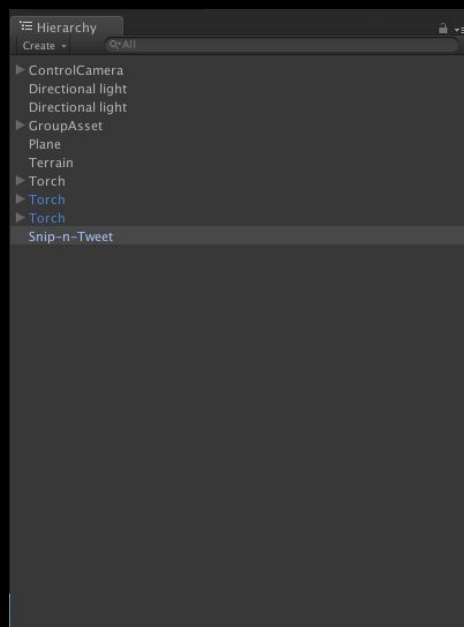 Hierarchy
Create All
ControlCamera
Directional light
Directional light
GroupAsset
Plane
Terrain
Torch
Torch
Torch
Snip-n-Tweet